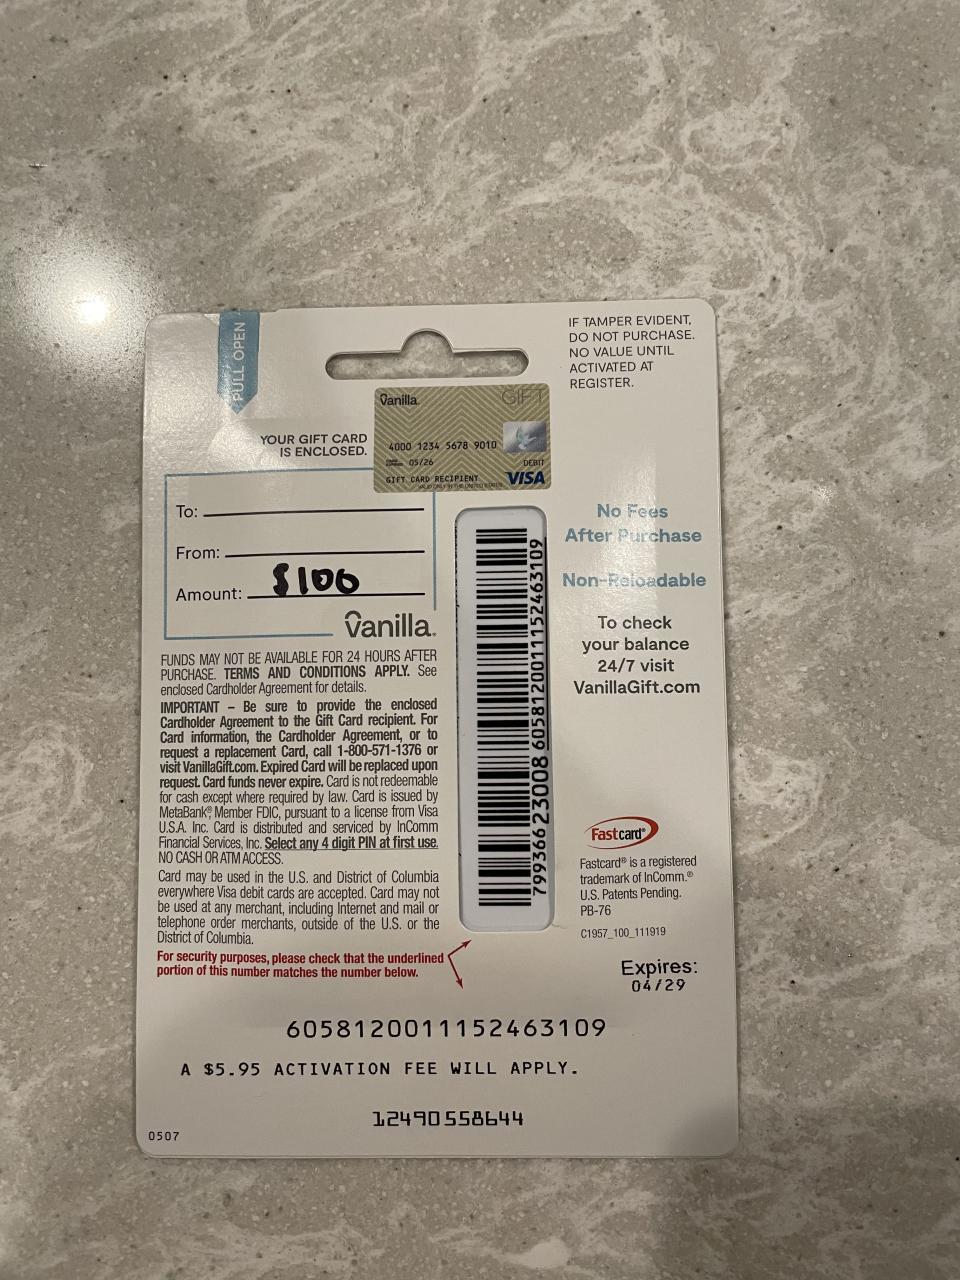 PULL OPEN
IF TAMPER EVIDENT,
DO NOT PURCHASE.
NO VALUE UNTIL
ACTIVATED AT
REGISTER.
YOUR GIFT CARD
IS ENCLOSED.
Vanilla.
GIFT
4000 1234 5678 9010
05/26
DEBIT
GIFT CARD RECIPIENT
VISA
To:
From:
Amount: $100
Vanilla.
No Fees
After Purchase
Non-Reloadable
To check
your balance
24/7 visit
VanillaGift.com
79936623008 6058120011152463109
FUNDS MAY NOT BE AVAILABLE FOR 24 HOURS AFTER
PURCHASE. TERMS AND CONDITIONS APPLY. See
enclosed Cardholder Agreement for details.
IMPORTANT – Be sure to provide the enclosed
Cardholder Agreement to the Gift Card recipient. For
Card information, the Cardholder Agreement, or to
request a replacement Card, call 1-800-571-1376 or
visit VanillaGift.com. Expired Card will be replaced upon
request. Card funds never expire. Card is not redeemable
for cash except where required by law. Card is issued by
MetaBank®, Member FDIC, pursuant to a license from Visa
U.S.A. Inc. Card is distributed and serviced by InComm
Financial Services, Inc. Select any 4 digit PIN at first use.
NO CASH OR ATM ACCESS.
Card may be used in the U.S. and District of Columbia
everywhere Visa debit cards are accepted. Card may not
be used at any merchant, including Internet and mail or
telephone order merchants, outside of the U.S. or the
District of Columbia.
For security purposes, please check that the underlined
portion of this number matches the number below.
Fastcard®
Fastcard® is a registered
trademark of InComm.®
U.S. Patents Pending.
PB-76
C1957_100_111919
Expires:
04/29
6058120011152463109
A $5.95 ACTIVATION FEE WILL APPLY.
12490558644
0507